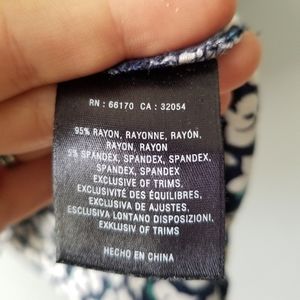 RN : 66170 CA : 32054
95% RAYON, RAYONNE, RAYÓN,
RAYON, RAYON
5% SPANDEX, SPANDEX, SPANDEX,
SPANDEX, SPANDEX
EXCLUSIVE OF TRIMS,
EXCLUSIVITÉ DES ÉQUILIBRES,
EXCLUSIVA DE AJUSTES,
ESCLUSIVA LONTANO DISPOSIZIONI,
EXKLUSIV OF TRIMS
HECHO EN CHINA